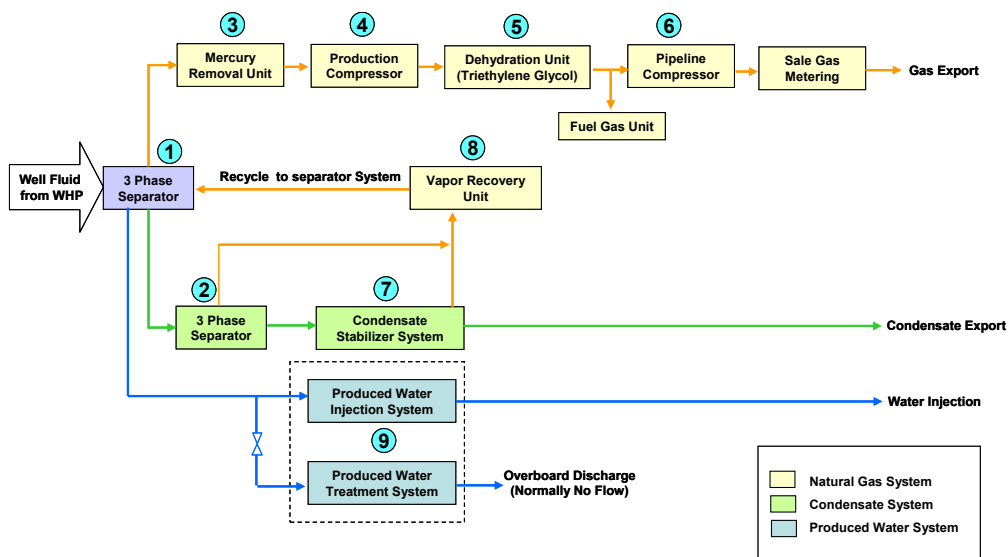 3
4
5
6
Mercury
Removal Unit
Production
Compressor
Dehydration Unit
(Triethylene Glycol)
Pipeline
Compressor
Sale Gas
Metering
Gas Export
Fuel Gas Unit
1
8
Well Fluid
from WHP
3 Phase
Separator
Recycle to separator System
Vapor Recovery
Unit
2
7
3 Phase
Separator
Condensate
Stabilizer System
Condensate Export
Produced Water
Injection System
Water Injection
9
Produced Water
Treatment System
Overboard Discharge
(Normally No Flow)
Natural Gas System
Condensate System
Produced Water System